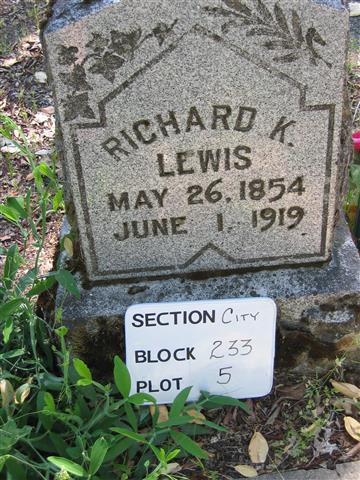 RICHARD K.
LEWIS
MAY 26, 1854
JUNE 1, 1919
SECTION City
BLOCK 233
PLOT 5